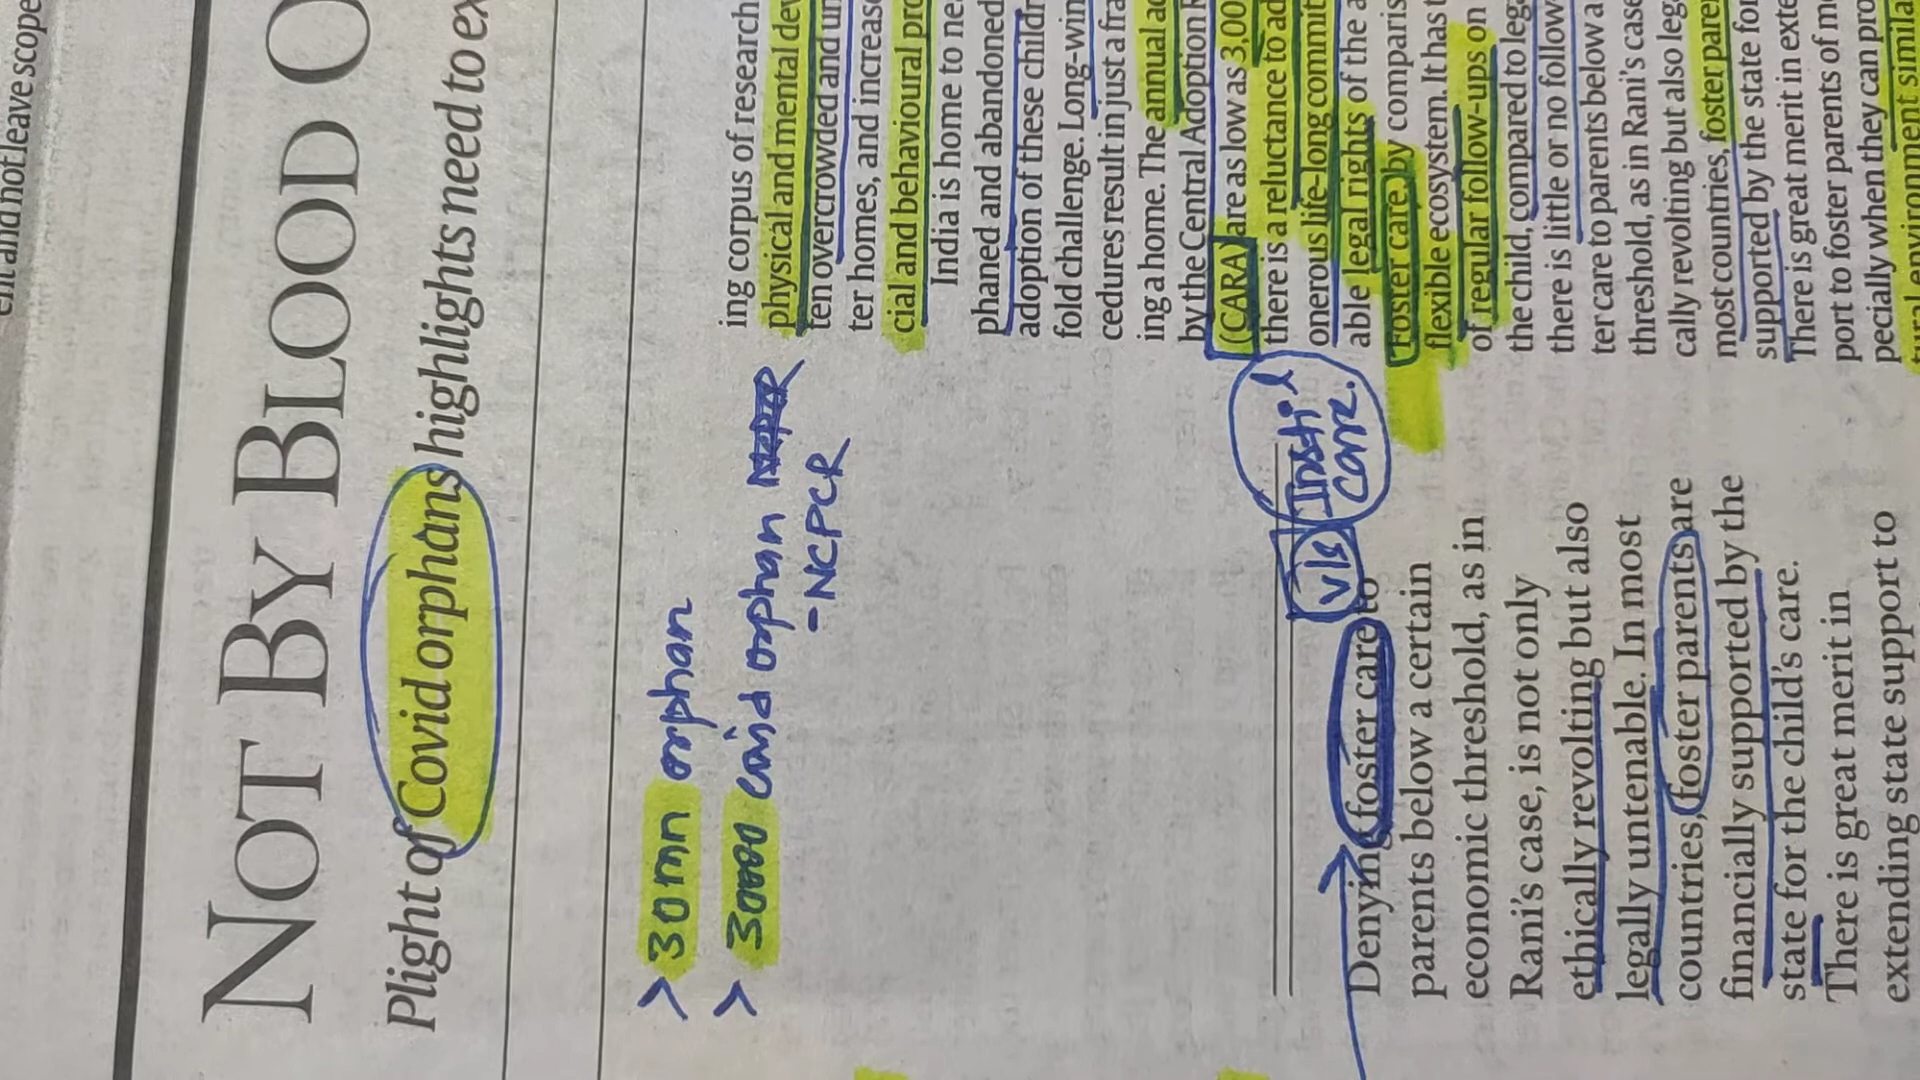 ent and not leave scope
NOT BY BLOOD O
Plight of Covid orphans highlights need to ex
> 30 mn orphan
> 30000 covid orphan
- NCPCR
v/s Insti.l
Care.
Denying foster care to
parents below a certain
economic threshold, as in
Rani's case, is not only
ethically revolting but also
legally untenable. In most
countries, foster parents are
financially supported by the
state for the child's care.
There is great merit in
extending state support to
ing corpus of research
physical and mental dev
ten overcrowded and un
ter homes, and increase
cial and behavioural pro
India is home to nea
phaned and abandoned
adoption of these childr
fold challenge. Long-win
cedures result in just a fra
ing a home. The annual ad
by the Central Adoption R
(CARA) are as low as 3,00
there is a reluctance to ad
onerous life-long commit
able legal rights of the a
Foster care, by comparis
flexible ecosystem. It has t
of regular follow-ups on
the child, compared to lega
there is little or no follow
ter care to parents below a
threshold, as in Rani's case
cally revolting but also leg
most countries, foster pare
supported by the state for
There is great merit in exte
port to foster parents of m
pecially when they can pro
tural environment simila